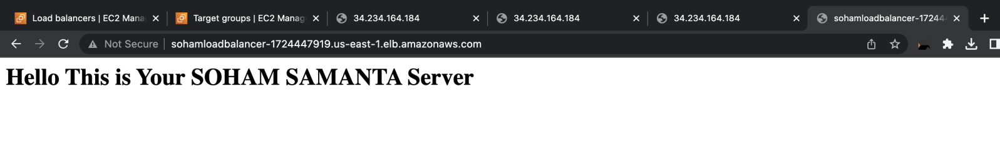 Load balancers | EC2 Mana
Target groups | EC2 Manag
34.234.164.184
34.234.164.184
34.234.164.184
sohamloadbalancer-17244
Not Secure
sohamloadbalancer-1724447919.us-east-1.elb.amazonaws.com
Hello This is Your SOHAM SAMANTA Server